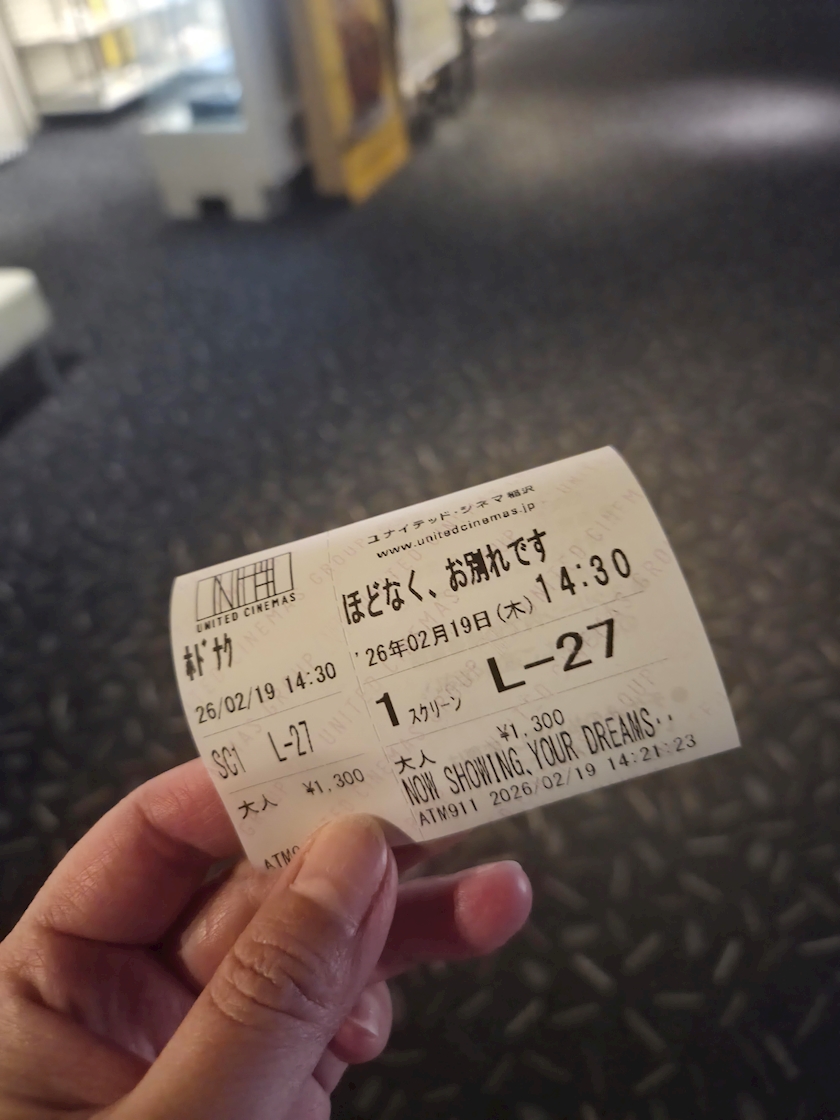 UNITED CINEMAS
ﾎﾄﾞﾅｸ
26/02/19 14:30
SC1 L-27
大人 ¥1,300
ユナイテッド・シネマ 稲沢
www.unitedcinemas.jp
ほどなく、お別れです
'26年02月19日(木) 14:30
1 ｽｸﾘｰﾝ L-27
大人 ¥1,300
NOW SHOWING,YOUR DREAMS··
ATM911 2026/02/19 14:21:23